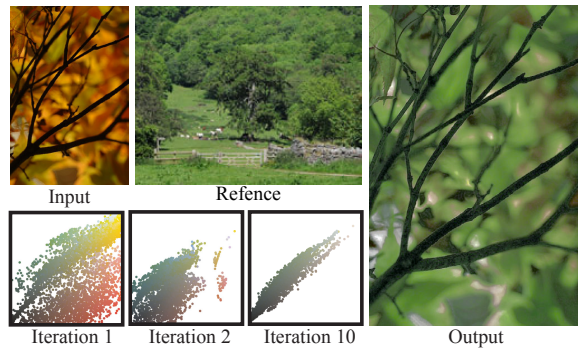 Input
Refence
Iteration 1
Iteration 2
Iteration 10
Output